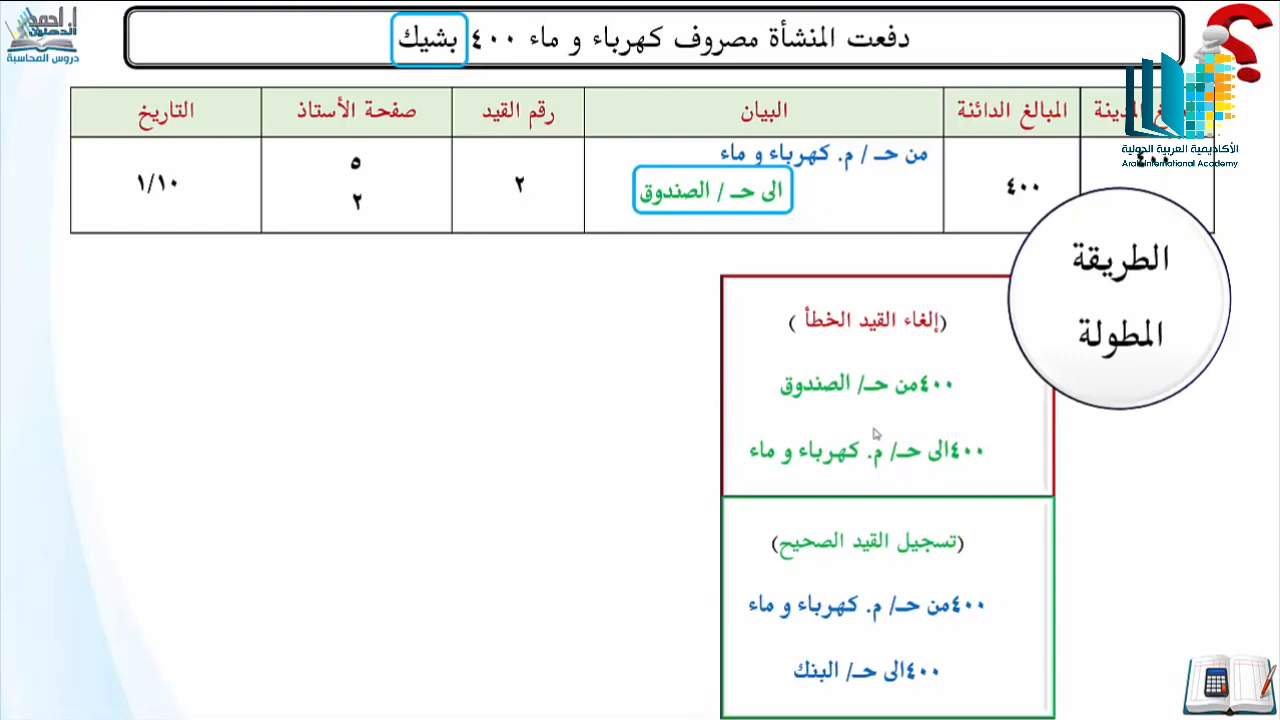 أ. أحمد
دروس المحاسبة
دفعت المنشأة مصروف كهرباء و ماء ٤٠٠ بشيك
المدينة
المبالغ الدائنة
البيان
رقم القيد
صفحة الأستاذ
التاريخ
٤٠٠
٤٠٠
من حـ / م. كهرباء و ماء
الى حـ / الصندوق
٢
٥
٢
١/١٠
الأكاديمية العربية الدولية
Arab International Academy
الطريقة
المطولة
(إلغاء القيد الخطأ )
٤٠٠من حـ/ الصندوق
٤٠٠الى حـ/ م. كهرباء و ماء
(تسجيل القيد الصحيح)
٤٠٠من حـ/ م. كهرباء و ماء
٤٠٠الى حـ/ البنك